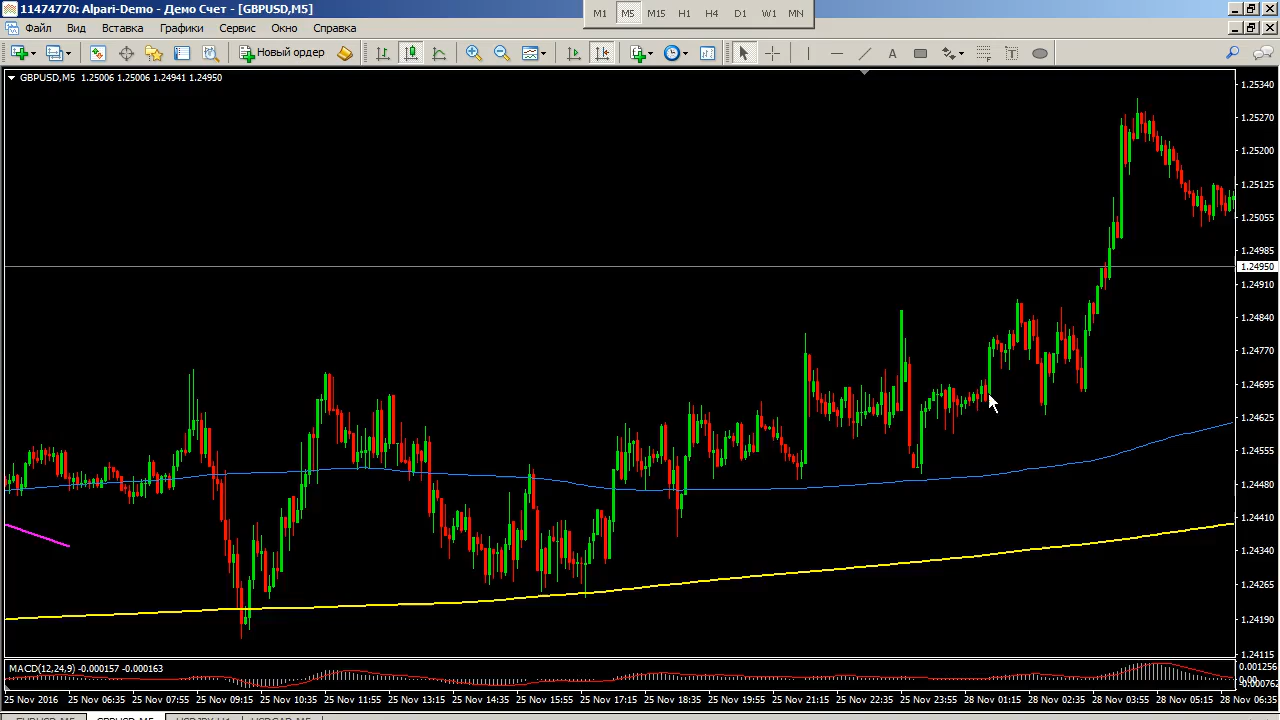 11474770: Alpari-Demo - Демо Счет - [GBPUSD,M5]
M1 M5 M15 H1 D1 W1 MN
Файл Вид Вставка Графики Сервис Окно Справка
Новый ордер
GBPUSD,M5 1.25006 1.25006 1.24941 1.24950
1.25340
1.25270
1.25200
1.25125
1.25055
1.24985
1.24950
1.24910
1.24840
1.24770
1.24695
1.24625
1.24555
1.24480
1.24410
1.24340
1.24265
1.24190
1.24115
MACD(12,24,9) -0.000157 -0.000163
0.001256
25 Nov 2016 25 Nov 06:35 25 Nov 07:55 25 Nov 09:15 25 Nov 10:35 25 Nov 11:55 25 Nov 13:15 25 Nov 14:35 25 Nov 15:55 25 Nov 17:15 25 Nov 18:35 25 Nov 19:55 25 Nov 21:15 25 Nov 22:35 25 Nov 23:55 28 Nov 01:15 28 Nov 02:35 28 Nov 03:55 28 Nov 05:15 28 Nov 06:35